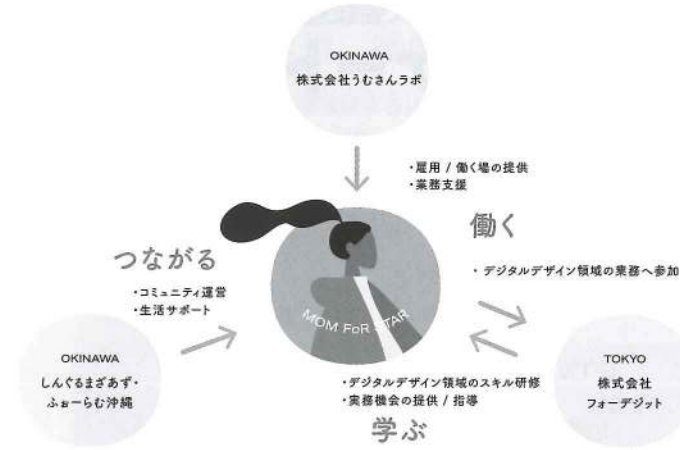 OKINAWA
株式会社うむさんラボ
・雇用 / 働く場の提供
・業務支援
働く
・デジタルデザイン領域の業務へ参加
つながる
・コミュニティ運営
・生活サポート
MOM FoR STAR
OKINAWA
しんぐるまざあず・
ふぉーらむ沖縄
TOKYO
株式会社
フォーデジット
・デジタルデザイン領域のスキル研修
・実務機会の提供 / 指導
学ぶ